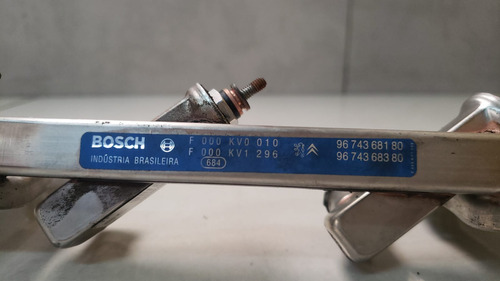 BOSCH
INDÚSTRIA BRASILEIRA
F 000 KV0 010
F 000 KV1 296
684
96 743 681 80
96 743 683 80